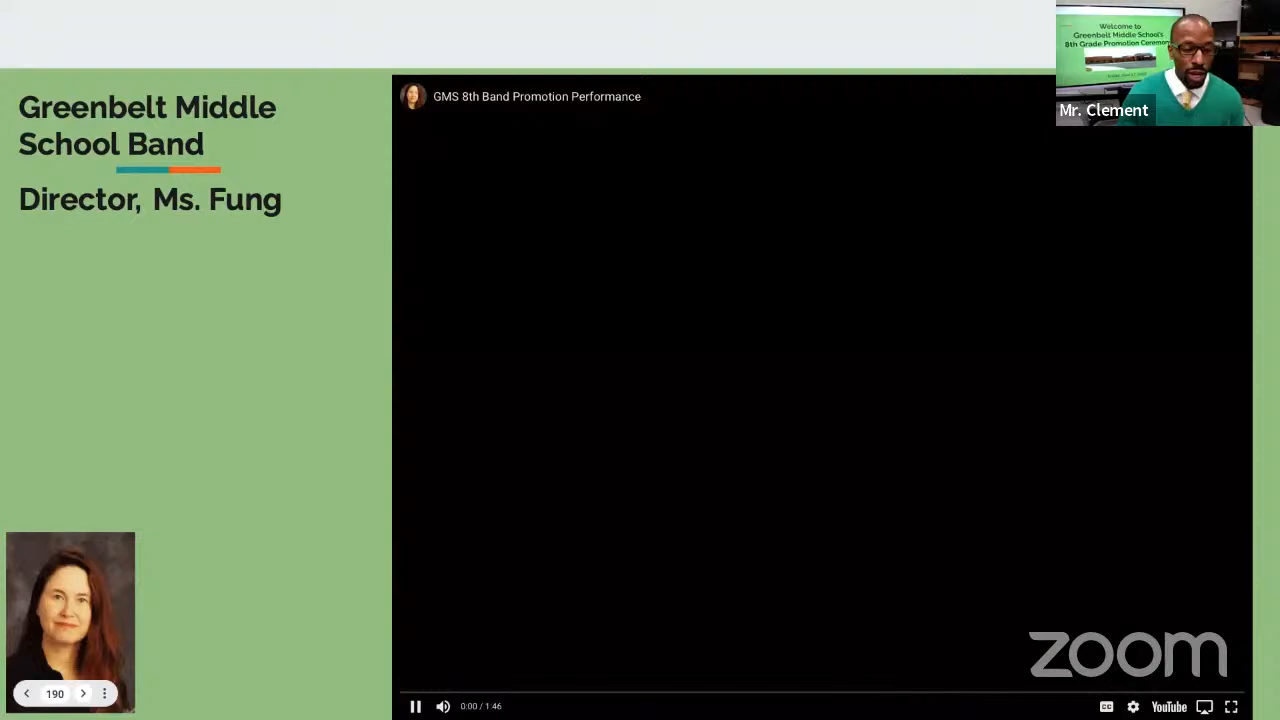 Greenbelt Middle
School Band
Director, Ms. Fung
GMS 8th Band Promotion Performance
Welcome to
Greenbelt Middle School's
8th Grade Promotion Ceremony
Mr. Clement
zoom
190
0:00 / 1:46
CC
YouTube